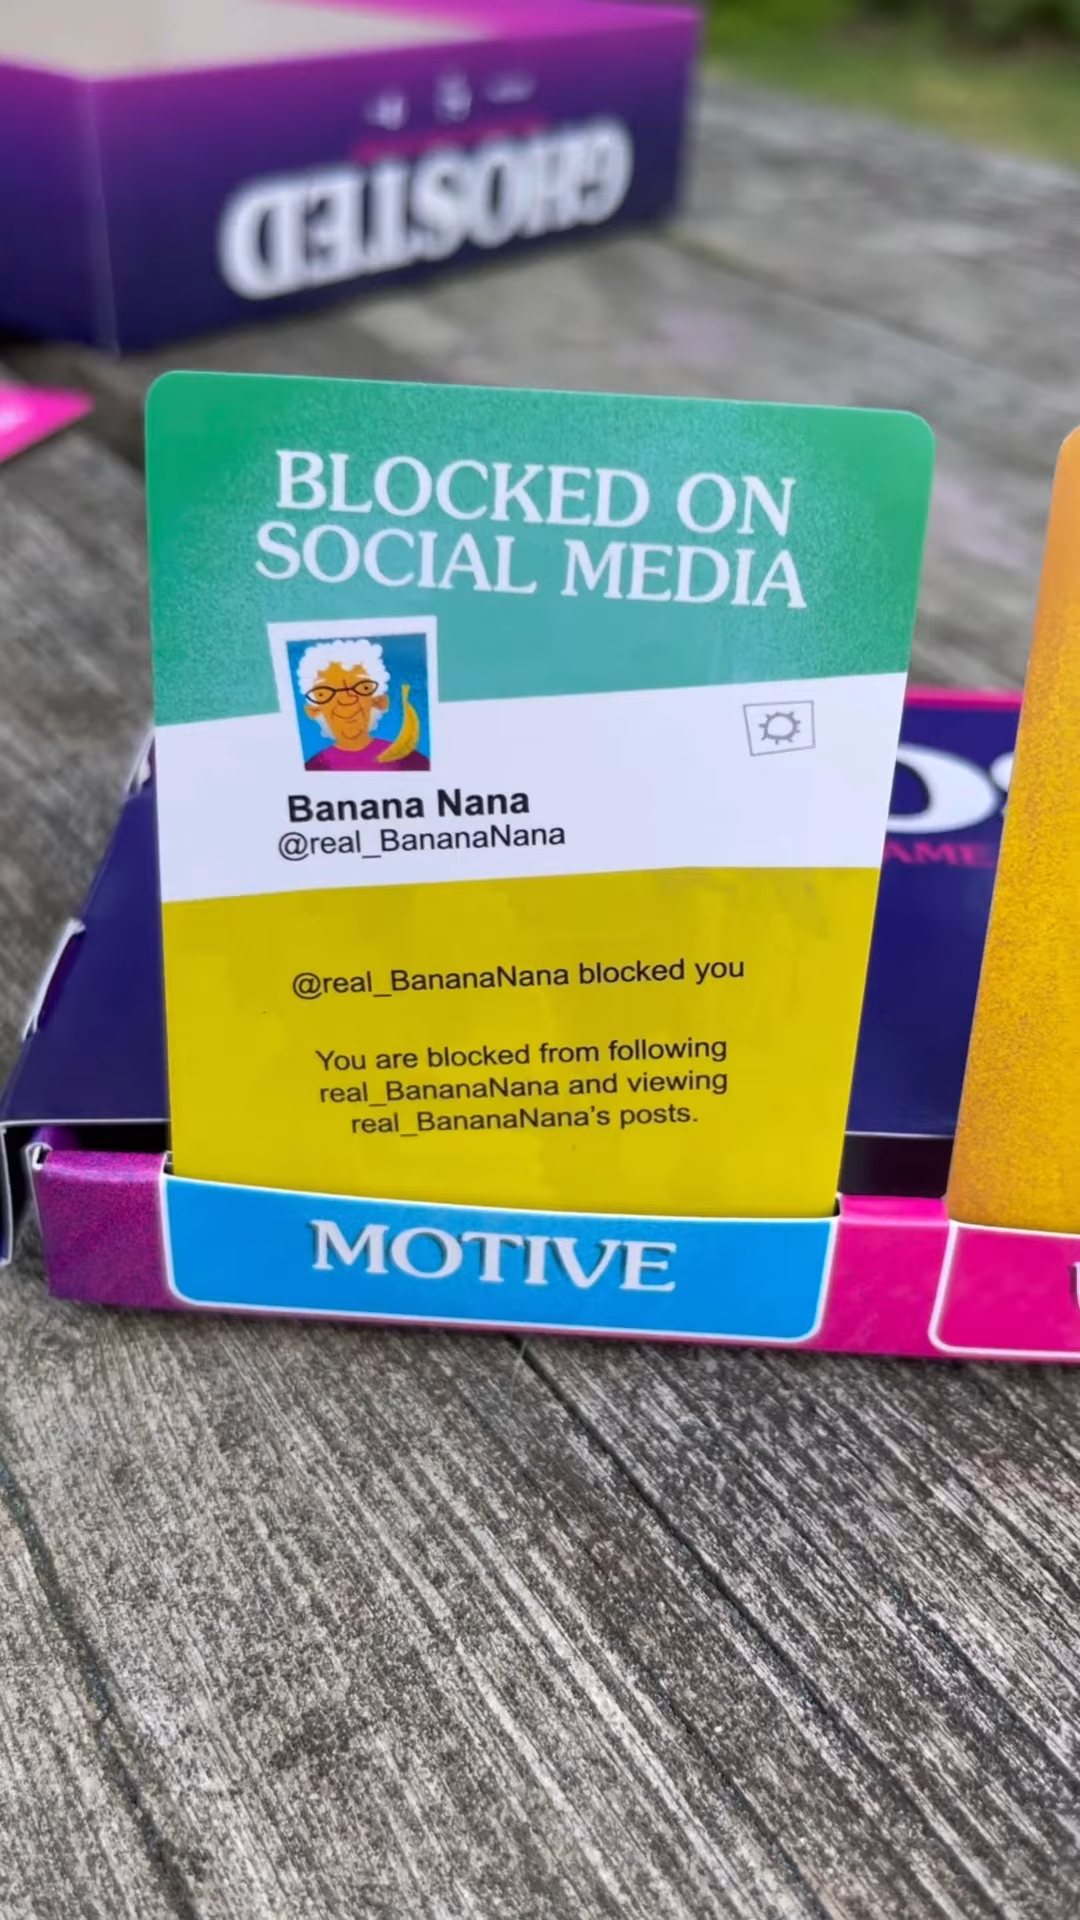 GHOSTED
BLOCKED ON
SOCIAL MEDIA
Banana Nana
@real_BananaNana
@real_BananaNana blocked you
You are blocked from following
real_BananaNana and viewing
real_BananaNana's posts.
AME
MOTIVE